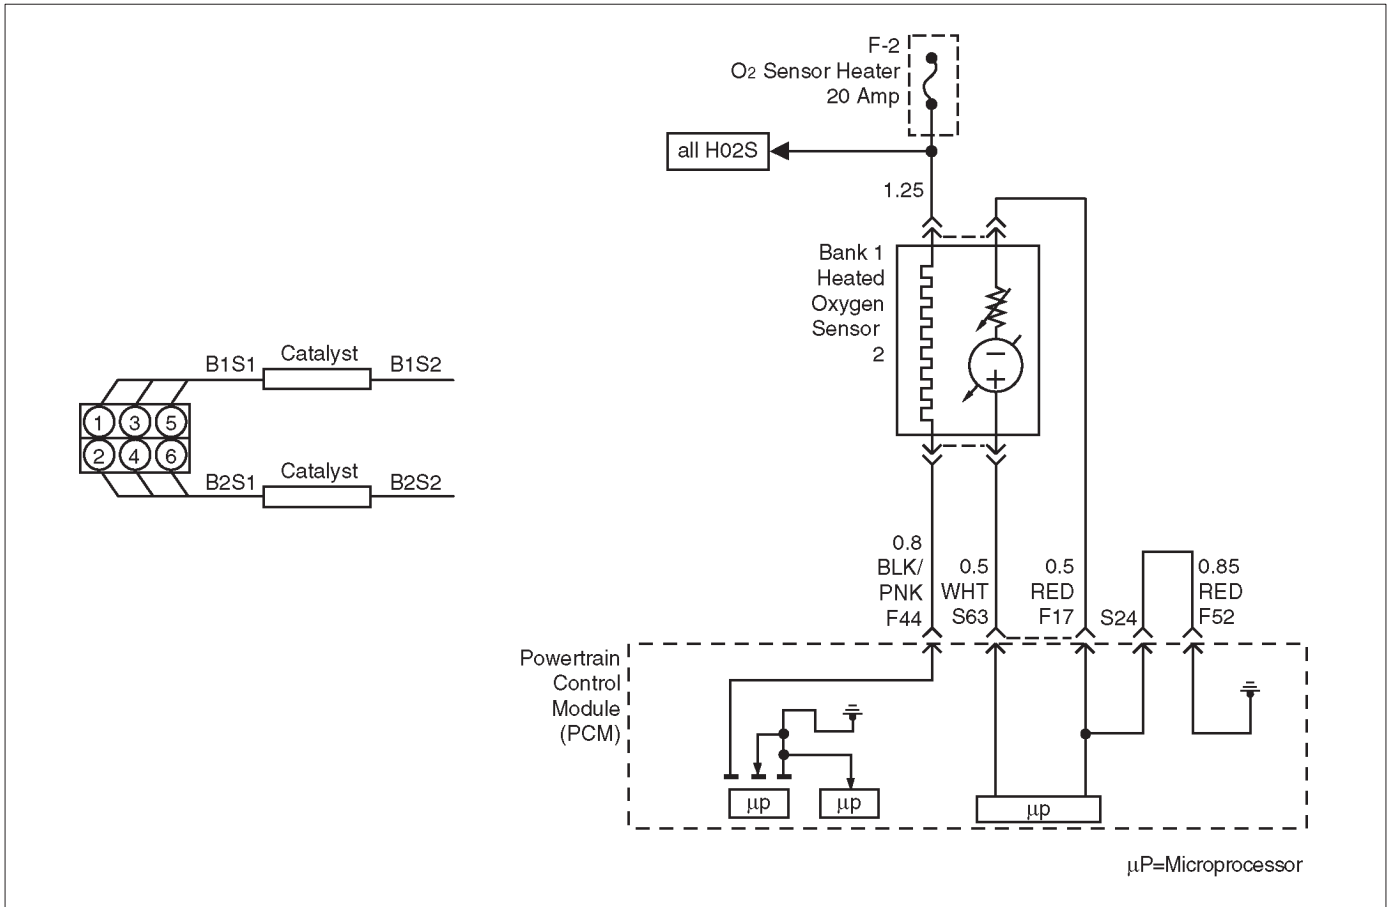 F-2
O2 Sensor Heater
20 Amp
all H02S
1.25
Bank 1
Heated
Oxygen
Sensor
2
−
+
B1S1 Catalyst B1S2
1 3 5
2 4 6
B2S1 Catalyst B2S2
0.8
BLK/
PNK
F44
0.5
WHT
S63
0.5
RED
F17
S24
0.85
RED
F52
Powertrain
Control
Module
(PCM)
μp
μp
μp
μP=Microprocessor